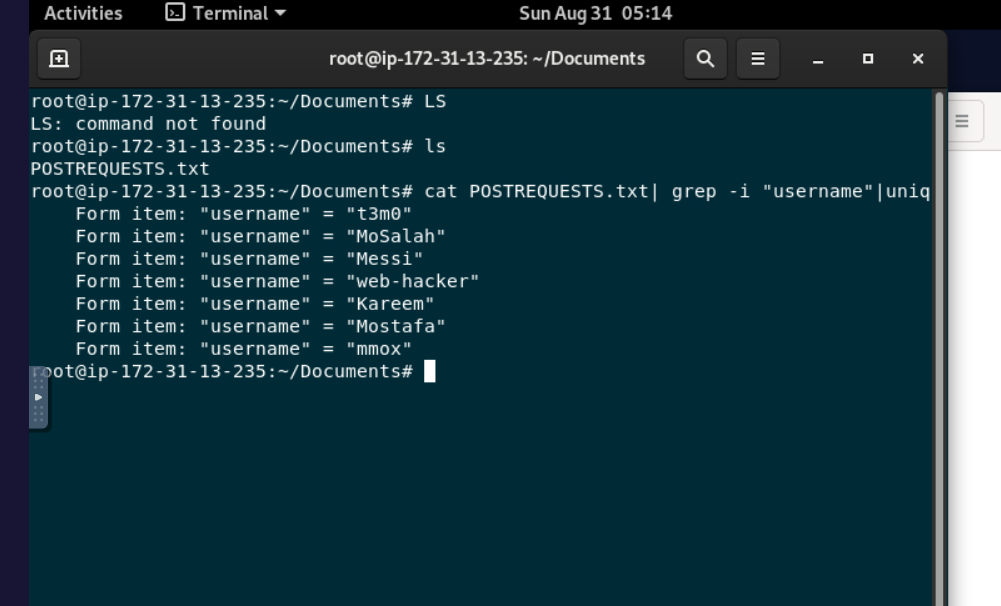 Activities Terminal Sun Aug 31 05:14
root@ip-172-31-13-235: ~/Documents
root@ip-172-31-13-235:~/Documents# LS
LS: command not found
root@ip-172-31-13-235:~/Documents# ls
POSTREQUESTS.txt
root@ip-172-31-13-235:~/Documents# cat POSTREQUESTS.txt| grep -i "username"|uniq
    Form item: "username" = "t3m0"
    Form item: "username" = "MoSalah"
    Form item: "username" = "Messi"
    Form item: "username" = "web-hacker"
    Form item: "username" = "Kareem"
    Form item: "username" = "Mostafa"
    Form item: "username" = "mmox"
root@ip-172-31-13-235:~/Documents#